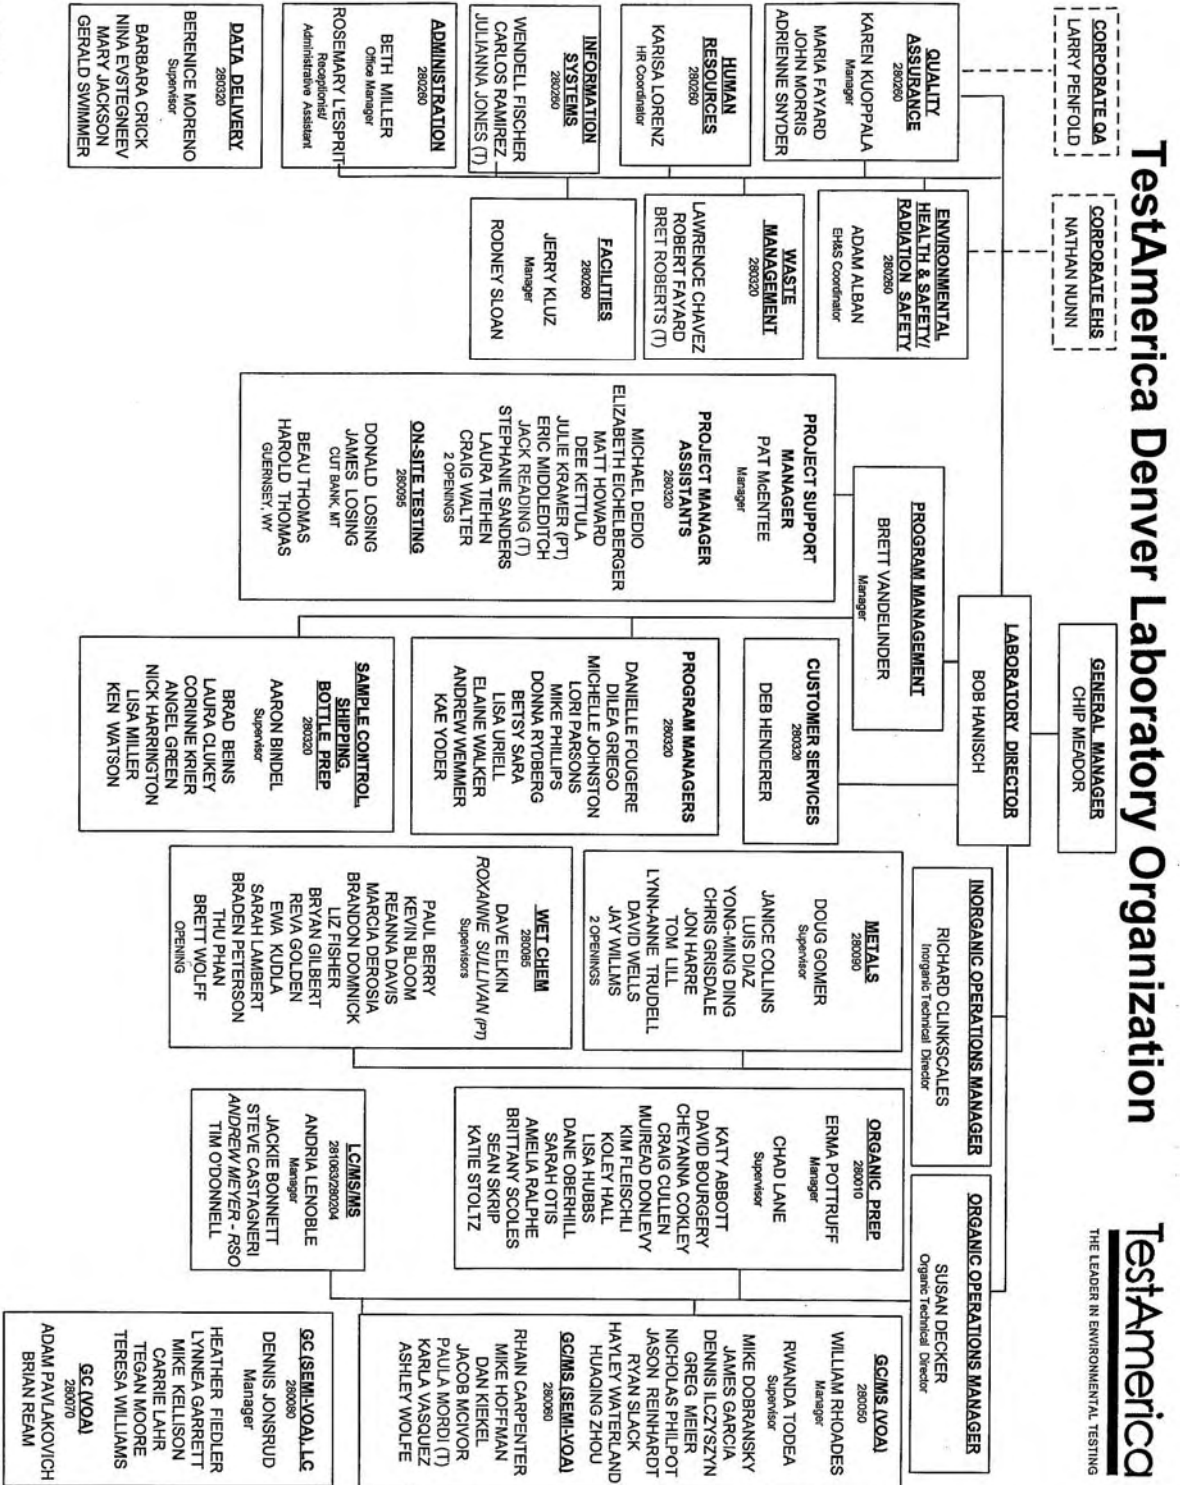 TestAmerica Denver Laboratory Organization
TestAmerica
THE LEADER IN ENVIRONMENTAL TESTING
GENERAL MANAGER
CHIP MEADOR
CORPORATE QA
LARRY PENFOLD
CORPORATE EHS
NATHAN NUNN
LABORATORY DIRECTOR
BOB HANISCH
QUALITY
ASSURANCE
280260
KAREN KUOPPALA
Manager
MARIA FAYARD
JOHN MORRIS
ADRIENNE SNYDER
ENVIRONMENTAL
HEALTH & SAFETY/
RADIATION SAFETY
280260
ADAM ALBAN
EH&S Coordinator
HUMAN
RESOURCES
280260
KARISA LORENZ
HR Coordinator
WASTE
MANAGEMENT
280320
LAWRENCE CHAVEZ
ROBERT FAYARD
BRET ROBERTS (T)
INFORMATION
SYSTEMS
280260
WENDELL FISCHER
CARLOS RAMIREZ
JULIANNA JONES (T)
FACILITIES
280260
JERRY KLUZ
Manager
RODNEY SLOAN
ADMINISTRATION
280260
BETH MILLER
Office Manager
ROSEMARY L'ESPRIT
Receptionist/
Administrative Assistant
DATA DELIVERY
280320
BERENICE MORENO
Supervisor
BARBARA CRICK
NINA EVSTEGNEEV
MARY JACKSON
GERALD SWIMMER
PROGRAM MANAGEMENT
BRETT VANDELINDER
Manager
PROJECT SUPPORT
MANAGER
PAT McENTEE
Manager
PROJECT MANAGER
ASSISTANTS
280320
MICHAEL DEDIO
ELIZABETH EICHELBERGER
MATT HOWARD
DEE KETTULA
JULIE KRAMER (PT)
ERIC MIDDLEDITCH
JACK READING (T)
STEPHANIE SANDERS
LAURA TIEHEN
CRAIG WALTER
2 OPENINGS
ON-SITE TESTING
280095
DONALD LOSING
JAMES LOSING
CUT BANK, MT
BEAU THOMAS
HAROLD THOMAS
GUERNSEY, WY
CUSTOMER SERVICES
280320
DEB HENDERER
PROGRAM MANAGERS
280320
DANIELLE FOUGERE
DILEA GRIEGO
MICHELLE JOHNSTON
LORI PARSONS
MIKE PHILLIPS
DONNA RYDBERG
BETSY SARA
LISA URIELL
ELAINE WALKER
ANDREW WEMMER
KAE YODER
SAMPLE CONTROL,
SHIPPING,
BOTTLE PREP
280320
AARON BINDEL
Supervisor
BRAD BEINS
LAURA CLUKEY
CORINNE KRIER
ANGEL GREEN
NICK HARRINGTON
LISA MILLER
KEN WATSON
INORGANIC OPERATIONS MANAGER
RICHARD CLINKSCALES
Inorganic Technical Director
METALS
280090
DOUG GOMER
Supervisor
JANICE COLLINS
LUIS DIAZ
YONG-MING DING
CHRIS GRISDALE
JON HARRE
TOM LILL
LYNN-ANNE TRUDELL
DAVID WELLS
JAY WILLMS
2 OPENINGS
WET CHEM
280085
DAVE ELKIN
ROXANNE SULLIVAN (PT)
Supervisors
PAUL BERRY
KEVIN BLOOM
REANNA DAVIS
MARCIA DEROSIA
BRANDON DOMNICK
LIZ FISHER
BRYAN GILBERT
REVA GOLDEN
EWA KUDLA
SARAH LAMBERT
BRADEN PETERSON
THU PHAN
BRETT WOLFF
OPENING
ORGANIC OPERATIONS MANAGER
SUSAN DECKER
Organic Technical Director
ORGANIC PREP
280010
ERMA POTTRUFF
Manager
CHAD LANE
Supervisor
KATY ABBOTT
DAVID BOURGERY
CHEYANNA COKLEY
CRAIG CULLEN
MUIREAD DONLEVY
KIM FLEISCHLI
KOLEY HALL
LISA HUBBS
DANE OBERHILL
SARAH OTIS
AMELIA RALPHE
BRITTANY SCOLES
SEAN SKRIP
KATIE STOLTZ
LC/MS/MS
281063/280204
ANDRIA LENOBLE
Manager
JACKIE BONINETT
STEVE CASTAGNERI
ANDREW MEYER - RSO
TIM O'DONNELL
GC/MS (VOA)
280050
WILLIAM RHOADES
Manager
RWANDA TODEA
Supervisor
MIKE DOBRANSKY
JAMES GARCIA
DENNIS ILCZYSZYN
GREG MEIER
NICHOLAS PHILPOT
JASON REINHARDT
RYAN SLACK
HAYLEY WATERLAND
HUAQING ZHOU
GC/MS (SEMI-VOA)
280060
RHAIN CARPENTER
MIKE HOFFMAN
DAN KIEKEL
JACOB MCIVOR
PAULA MORDI (T)
KARLA VASQUEZ
ASHLEY WOLFE
GC (SEMI-VOA), LC
280080
DENNIS JONSRUD
Manager
HEATHER FIEDLER
LYNNEA GARRETT
MIKE KELLISON
CARRIE LAHR
TEGAN MOORE
TERESA WILLIAMS
GC (VOA)
280070
ADAM PAVLAKOVICH
BRIAN REAM